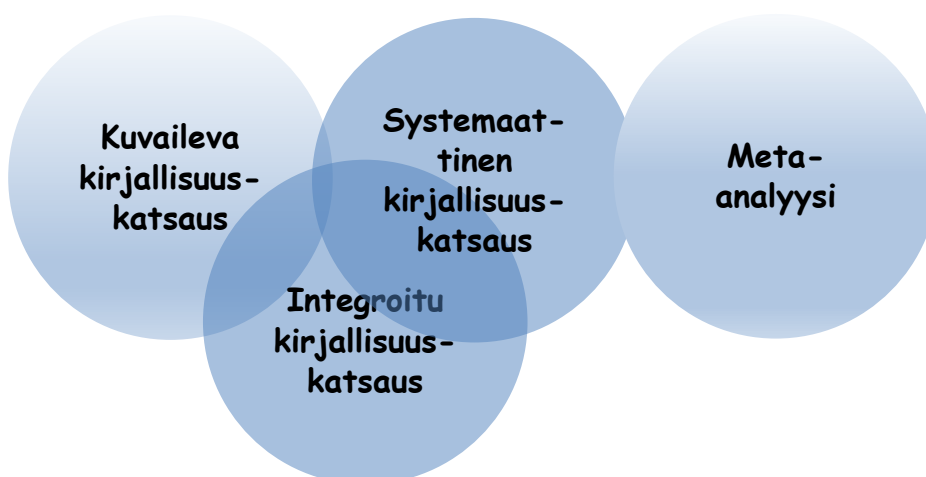 Kuvaileva
kirjallisuus-
katsaus
Systemaat-
tinen
kirjallisuus-
katsaus
Meta-
analyysi
Integroitu
kirjallisuus-
katsaus